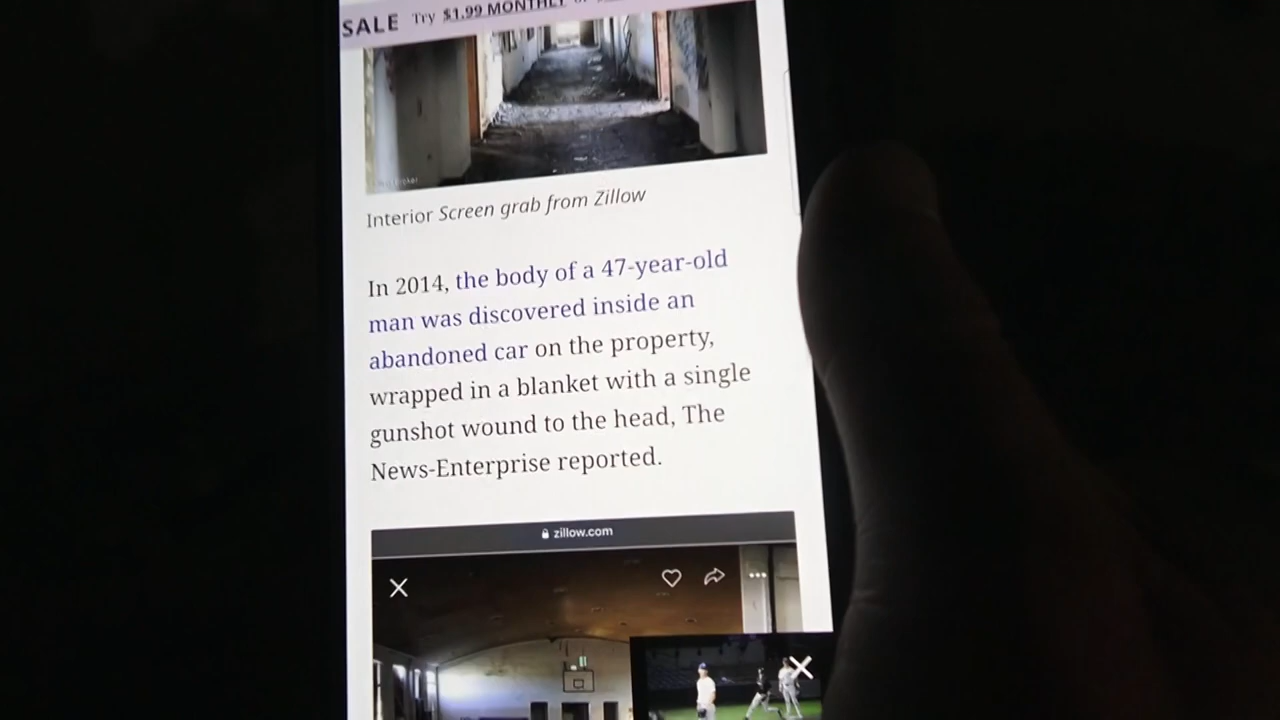 SALE Try $1.99 MONTHLY
Interior Screen grab from Zillow
In 2014, the body of a 47-year-old
man was discovered inside an
abandoned car on the property,
wrapped in a blanket with a single
gunshot wound to the head, The
News-Enterprise reported.
zillow.com